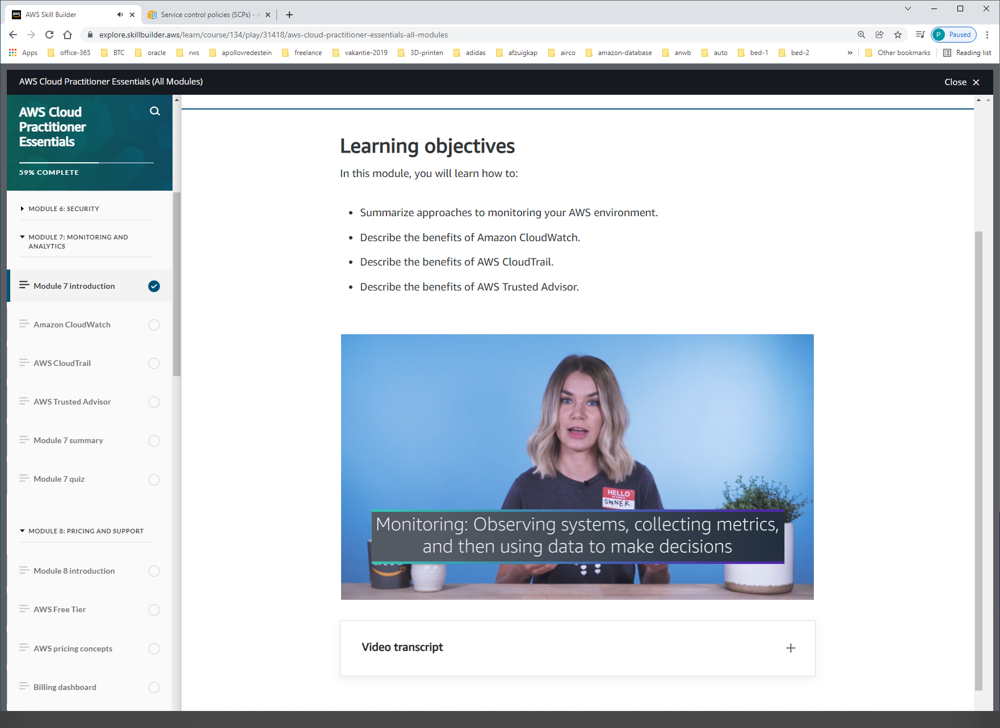 aws AWS Skill Builder
Service control policies (SCPs) - A
explore.skillbuilder.aws/learn/course/134/play/31418/aws-cloud-practitioner-essentials-all-modules
P Paused
Apps office-365 BTC oracle rws apollovredestein freelance vakantie-2019 3D-printen adidas afzuigkap airco amazon-database anwb auto bed-1 bed-2 » Other bookmarks Reading list
AWS Cloud Practitioner Essentials (All Modules)
Close
AWS Cloud
Practitioner
Essentials
59% COMPLETE
MODULE 6: SECURITY
MODULE 7: MONITORING AND
ANALYTICS
Module 7 introduction
Amazon CloudWatch
AWS CloudTrail
AWS Trusted Advisor
Module 7 summary
Module 7 quiz
MODULE 8: PRICING AND SUPPORT
Module 8 introduction
AWS Free Tier
AWS pricing concepts
Billing dashboard
Learning objectives
In this module, you will learn how to:
• Summarize approaches to monitoring your AWS environment.
• Describe the benefits of Amazon CloudWatch.
• Describe the benefits of AWS CloudTrail.
• Describe the benefits of AWS Trusted Advisor.
HELLO
MY NAME IS
OWNER
Monitoring: Observing systems, collecting metrics,
and then using data to make decisions
aws
Video transcript